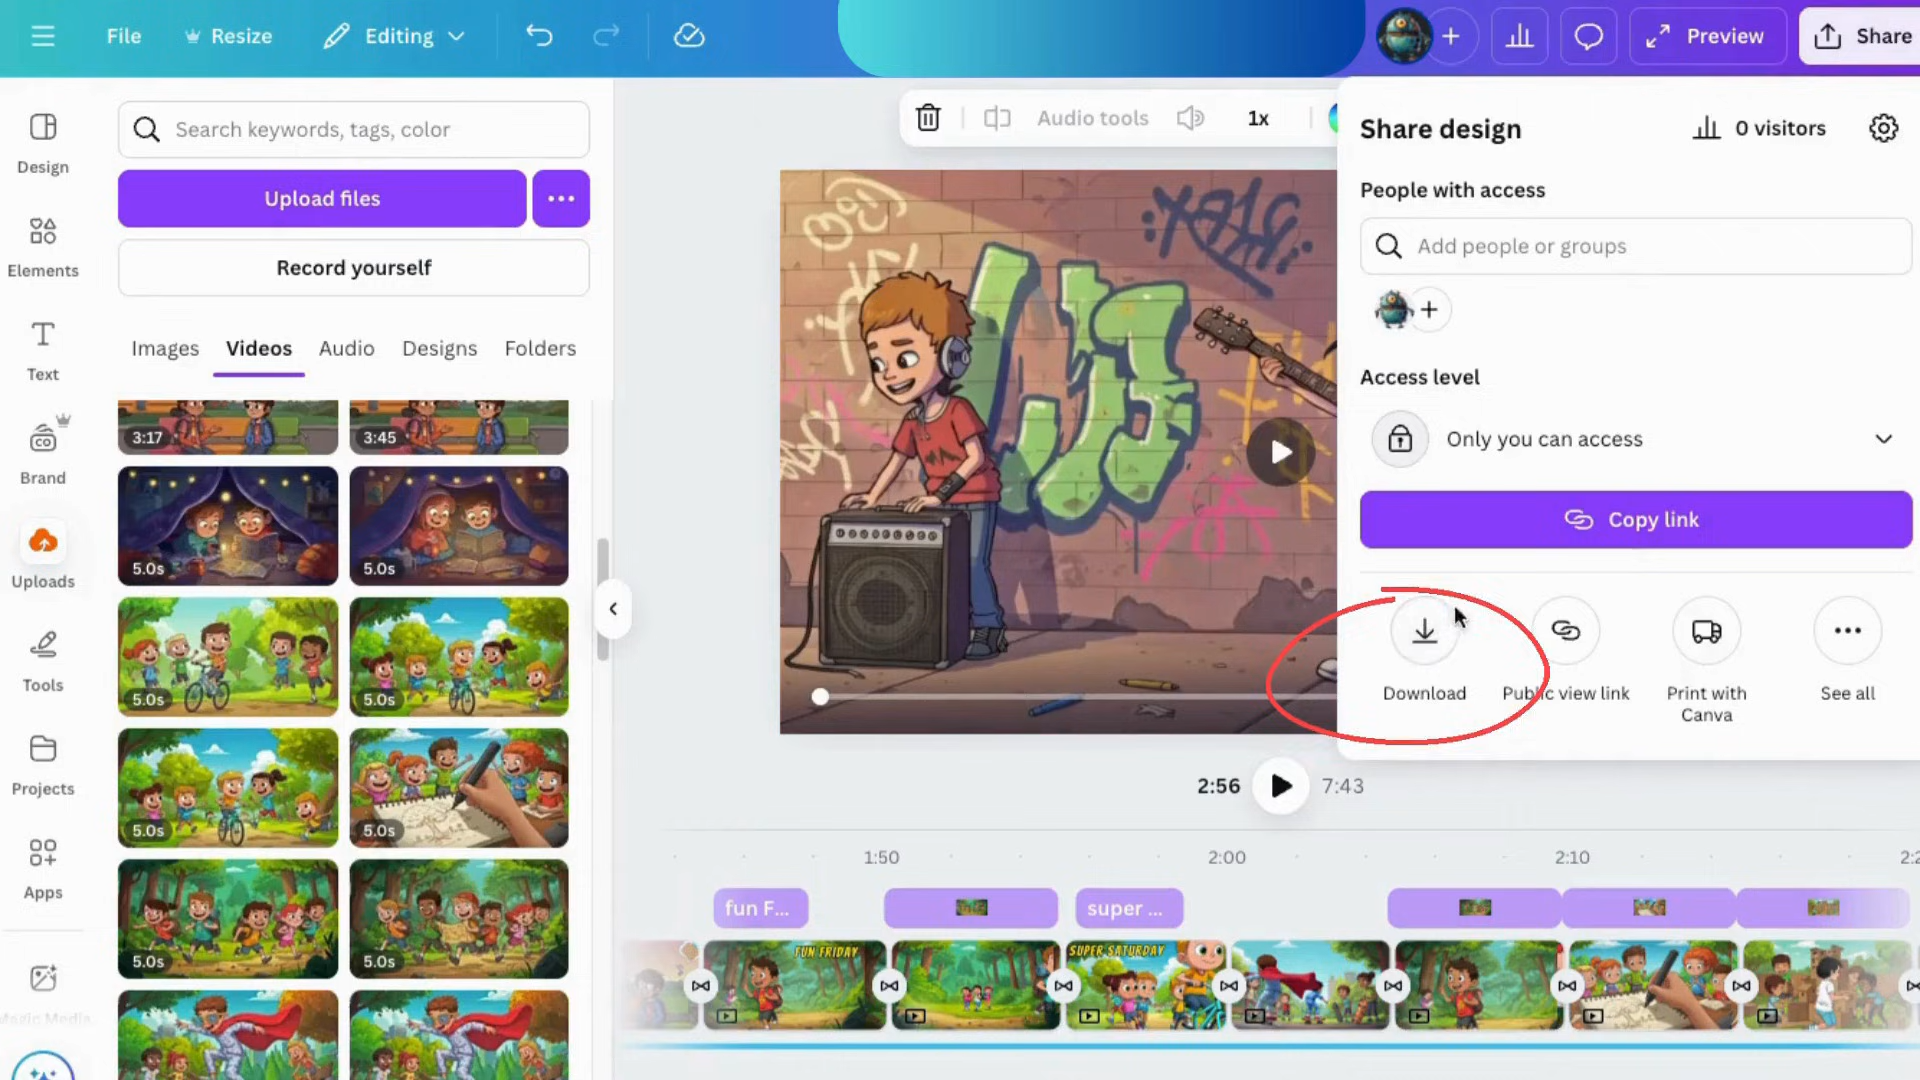 File
Resize
Editing
Preview
Share
Design
Elements
Text
Brand
Uploads
Tools
Projects
Apps
Magic Media
Search keywords, tags, color
Upload files
Record yourself
Images
Videos
Audio
Designs
Folders
3:17
3:45
5.0s
5.0s
5.0s
5.0s
5.0s
5.0s
5.0s
5.0s
Audio tools
1x
Share design
0 visitors
People with access
Add people or groups
Access level
Only you can access
Copy link
Download
Public view link
Print with
Canva
See all
2:56
7:43
1:50
2:00
2:10
fun F...
super ...
FUN FRIDAY
SUPER SATURDAY